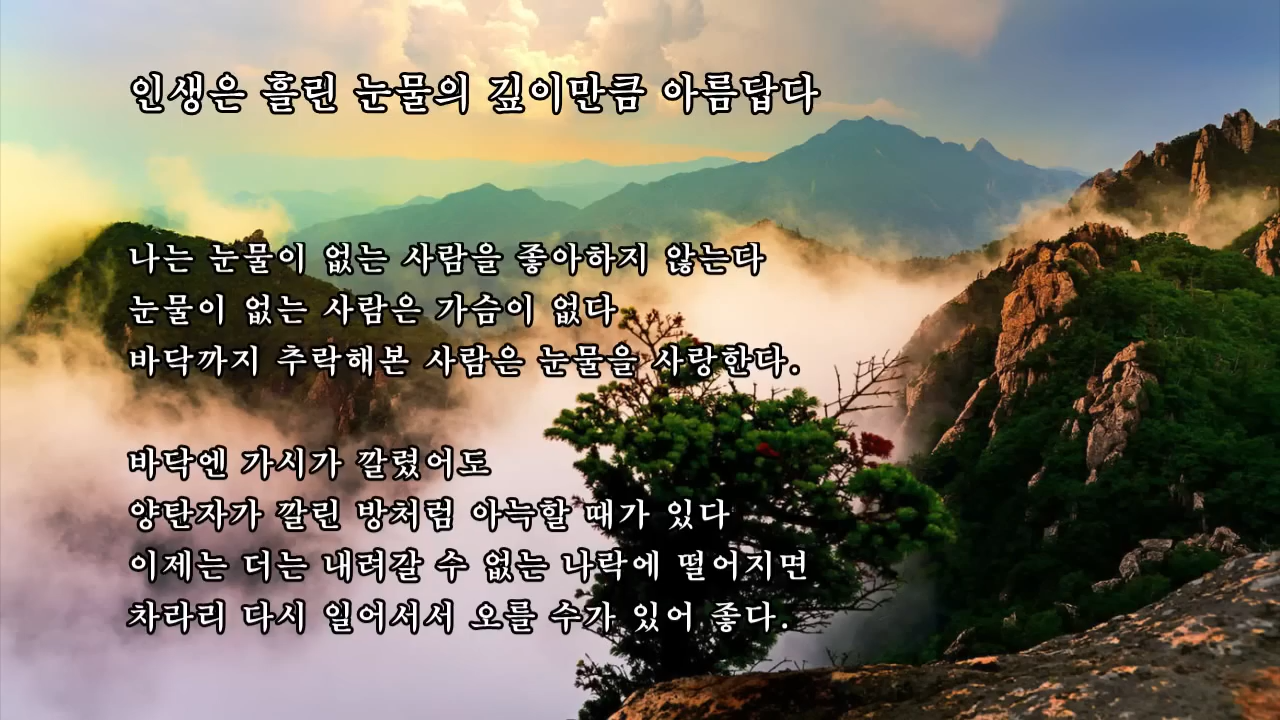 인생은 흘린 눈물의 깊이만큼 아름답다
나는 눈물이 없는 사람을 좋아하지 않는다
눈물이 없는 사람은 가슴이 없다
바닥까지 추락해본 사람은 눈물을 사랑한다.
바닥엔 가시가 깔렸어도
양탄자가 깔린 방처럼 아늑할 때가 있다
이제는 더는 내려갈 수 없는 나락에 떨어지면
차라리 다시 일어서서 오를 수가 있어 좋다.